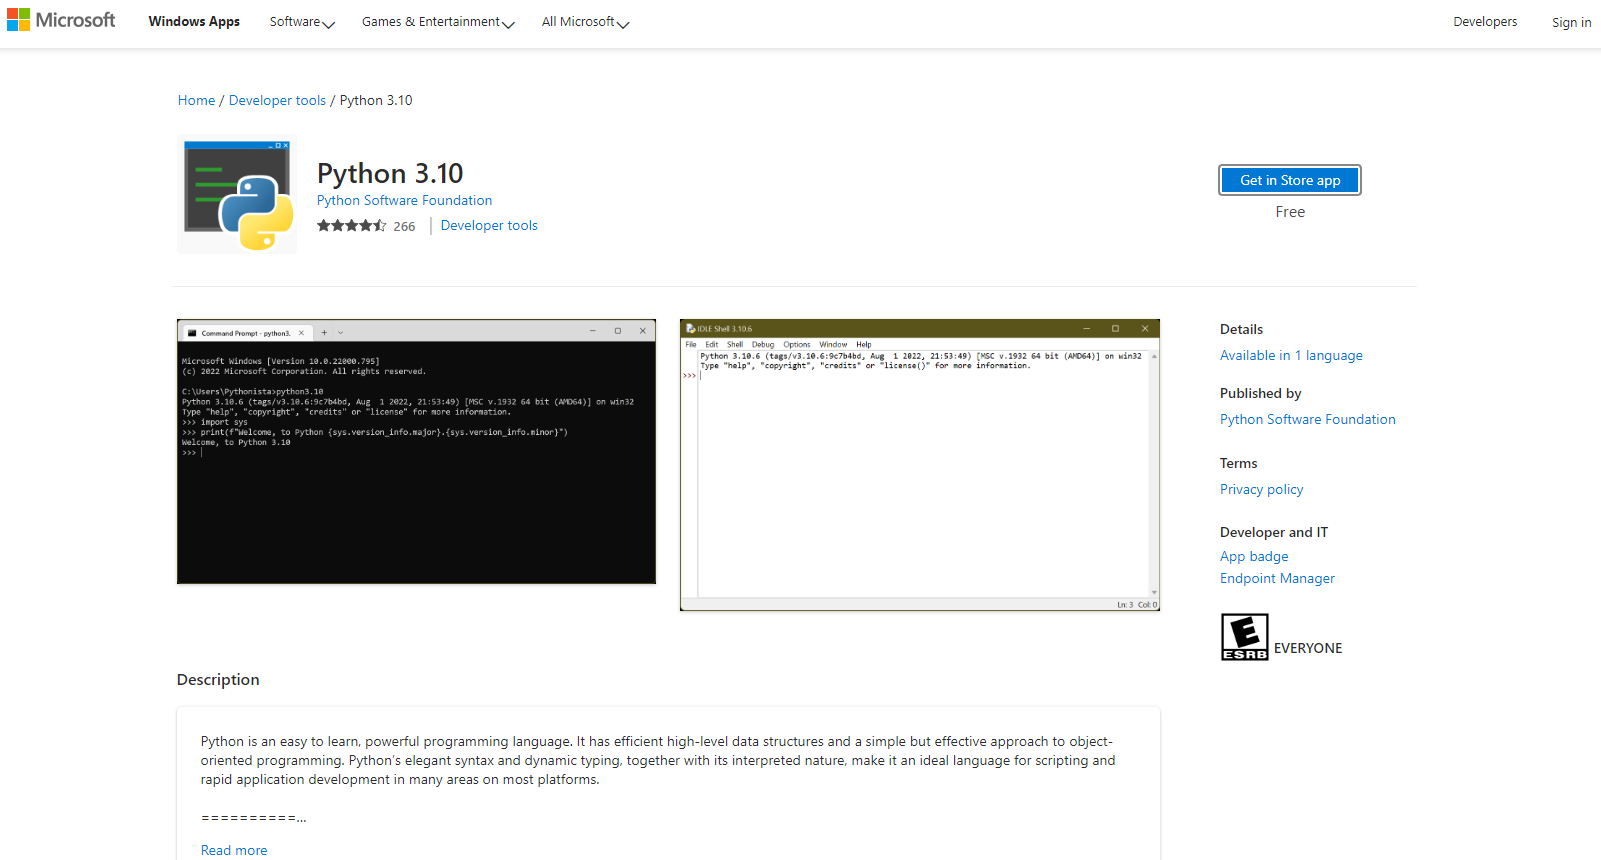 Microsoft
Windows Apps
Software
Games & Entertainment
All Microsoft
Developers
Sign in
Home / Developer tools / Python 3.10
Python 3.10
Python Software Foundation
266
Developer tools
Get in Store app
Free
Command Prompt - python3.
Microsoft Windows [Version 10.0.22000.795]
(c) 2022 Microsoft Corporation. All rights reserved.
C:\Users\Pythonista>python3.10
Python 3.10.6 (tags/v3.10.6:9c7b4bd, Aug  1 2022, 21:53:49) [MSC v.1932 64 bit (AMD64)] on win32
Type "help", "copyright", "credits" or "license" for more information.
>>> import sys
>>> print(f"Welcome, to Python {sys.version_info.major}.{sys.version_info.minor}")
Welcome, to Python 3.10
>>>
IDLE Shell 3.10.6
File Edit Shell Debug Options Window Help
Python 3.10.6 (tags/v3.10.6:9c7b4bd, Aug  1 2022, 21:53:49) [MSC v.1932 64 bit (AMD64)] on win32
Type "help", "copyright", "credits" or "license()" for more information.
>>>
Ln: 3 Col: 0
Details
Available in 1 language
Published by
Python Software Foundation
Terms
Privacy policy
Developer and IT
App badge
Endpoint Manager
E
ESRB
EVERYONE
Description
Python is an easy to learn, powerful programming language. It has efficient high-level data structures and a simple but effective approach to object-
oriented programming. Python's elegant syntax and dynamic typing, together with its interpreted nature, make it an ideal language for scripting and
rapid application development in many areas on most platforms.
==========...
Read more